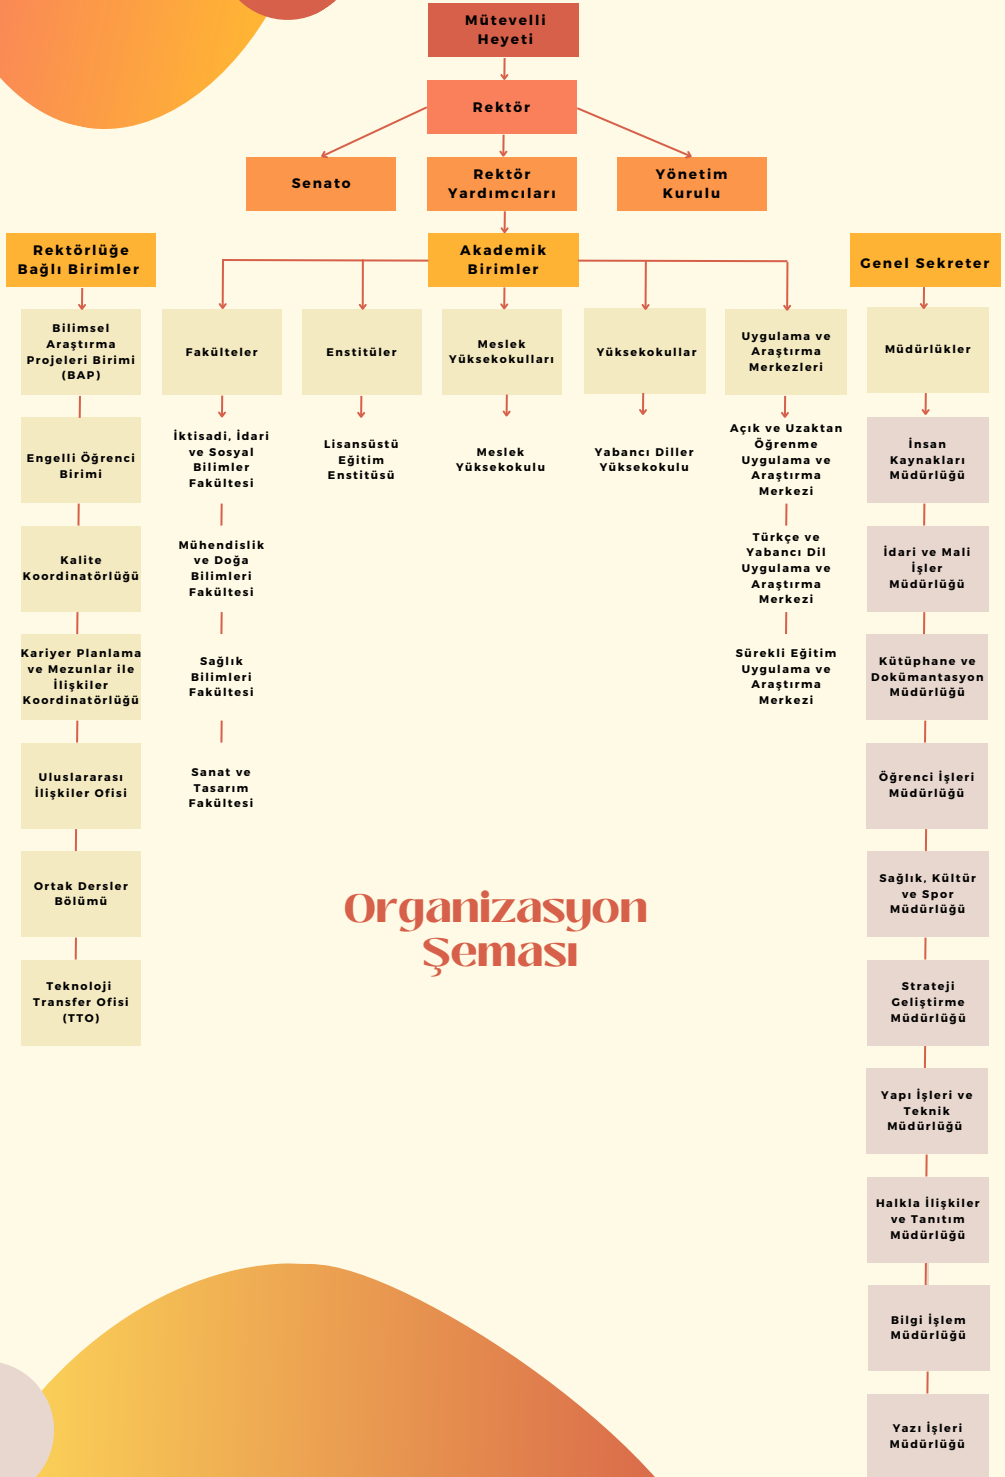 Mütevelli
Heyeti
Rektör
Senato
Rektör
Yardımcıları
Yönetim
Kurulu
Rektörlüğe
Bağlı Birimler
Akademik
Birimler
Genel Sekreter
Bilimsel
Araştırma
Projeleri Birimi
(BAP)
Fakülteler
Enstitüler
Meslek
Yüksekokulları
Yüksekokullar
Uygulama ve
Araştırma
Merkezleri
Müdürlükler
Engelli Öğrenci
Birimi
Kalite
Koordinatörlüğü
Kariyer Planlama
ve Mezunlar ile
İlişkiler
Koordinatörlüğü
Uluslararası
İlişkiler Ofisi
Ortak Dersler
Bölümü
Teknoloji
Transfer Ofisi
(TTO)
İktisadi, İdari
ve Sosyal
Bilimler
Fakültesi
Mühendislik
ve Doğa
Bilimleri
Fakültesi
Sağlık
Bilimleri
Fakültesi
Sanat ve
Tasarım
Fakültesi
Lisansüstü
Eğitim
Enstitüsü
Meslek
Yüksekokulu
Yabancı Diller
Yüksekokulu
Açık ve Uzaktan
Öğrenme
Uygulama ve
Araştırma
Merkezi
Türkçe ve
Yabancı Dil
Uygulama ve
Araştırma
Merkezi
Sürekli Eğitim
Uygulama ve
Araştırma
Merkezi
İnsan
Kaynakları
Müdürlüğü
İdari ve Mali
İşler
Müdürlüğü
Kütüphane ve
Dokümantasyon
Müdürlüğü
Öğrenci İşleri
Müdürlüğü
Sağlık, Kültür
ve Spor
Müdürlüğü
Strateji
Geliştirme
Müdürlüğü
Yapı İşleri ve
Teknik
Müdürlüğü
Halkla İlişkiler
ve Tanıtım
Müdürlüğü
Bilgi İşlem
Müdürlüğü
Yazı İşleri
Müdürlüğü
Organizasyon
Şeması